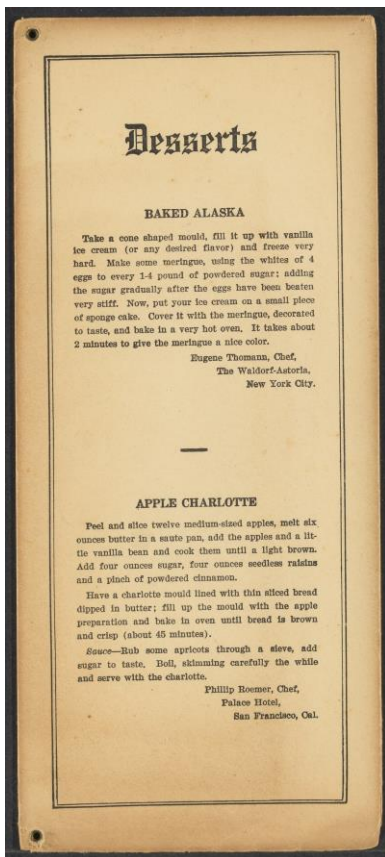 Desserts
BAKED ALASKA
Take a cone shaped mould, fill it up with vanilla
ice cream (or any desired flavor) and freeze very
hard. Make some meringue, using the whites of 4
eggs to every 1-4 pound of powdered sugar; adding
the sugar gradually after the eggs have been beaten
very stiff. Now, put your ice cream on a small piece
of sponge cake. Cover it with the meringue, decorated
to taste, and bake in a very hot oven. It takes about
2 minutes to give the meringue a nice color.
Eugene Thomann, Chef,
The Waldorf-Astoria,
New York City.
APPLE CHARLOTTE
Peel and slice twelve medium-sized apples, melt six
ounces butter in a saute pan, add the apples and a lit-
tle vanilla bean and cook them until a light brown.
Add four ounces sugar, four ounces seedless raisins
and a pinch of powdered cinnamon.
Have a charlotte mould lined with thin sliced bread
dipped in butter; fill up the mould with the apple
preparation and bake in oven until bread is brown
and crisp (about 45 minutes).
Sauce—Rub some apricots through a sieve, add
sugar to taste. Boil, skimming carefully the while
and serve with the charlotte.
Phillip Roemer, Chef,
Palace Hotel,
San Francisco, Cal.